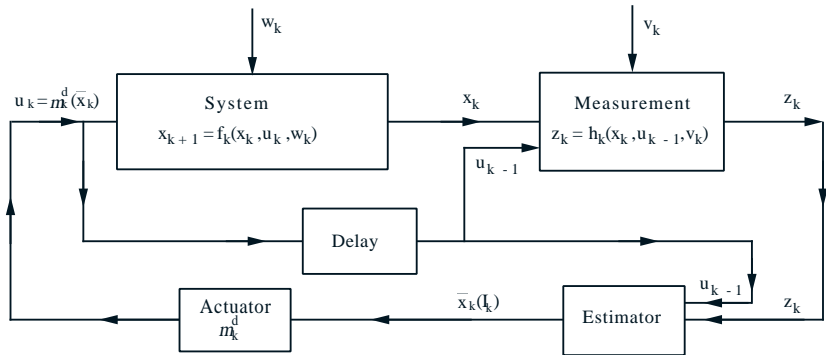 w_k
v_k
u_k = m_k^d(x̄_k)
System
x_{k + 1} = f_k(x_k, u_k, w_k)
x_k
Measurement
z_k = h_k(x_k, u_{k - 1}, v_k)
z_k
u_{k - 1}
Delay
u_{k - 1}
x̄_k(I_k)
z_k
Actuator
m_k^d
Estimator